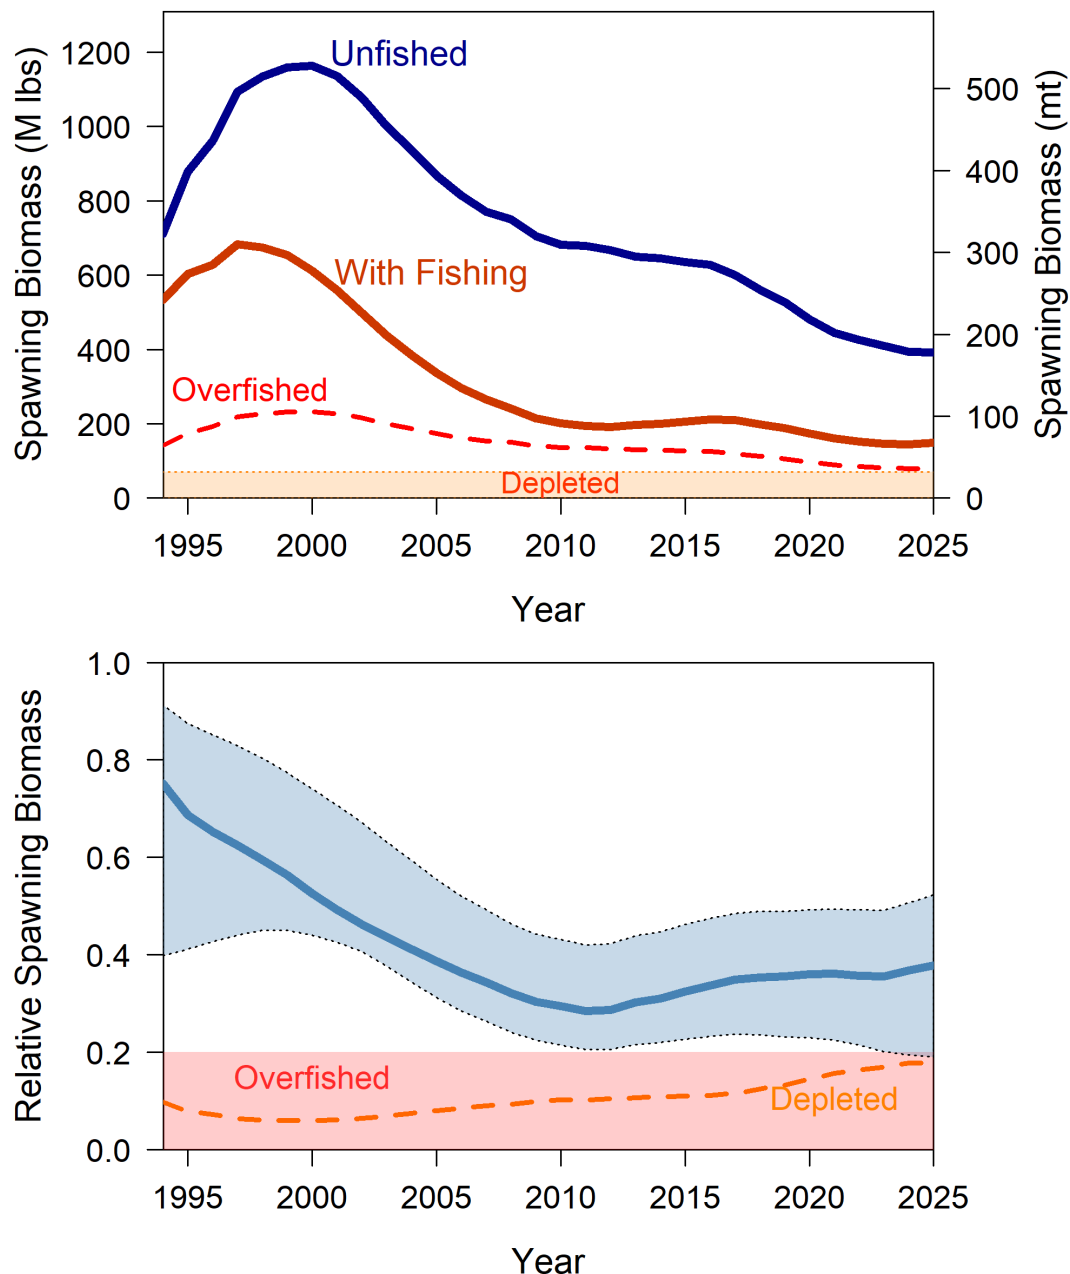 Spawning Biomass (M lbs)
1200
1000
800
600
400
200
0
Unfished
With Fishing
Overfished
Depleted
500
400
300
200
100
0
Spawning Biomass (mt)
1995 2000 2005 2010 2015 2020 2025
Year
Relative Spawning Biomass
1.0
0.8
0.6
0.4
0.2
0.0
Overfished
Depleted
1995 2000 2005 2010 2015 2020 2025
Year